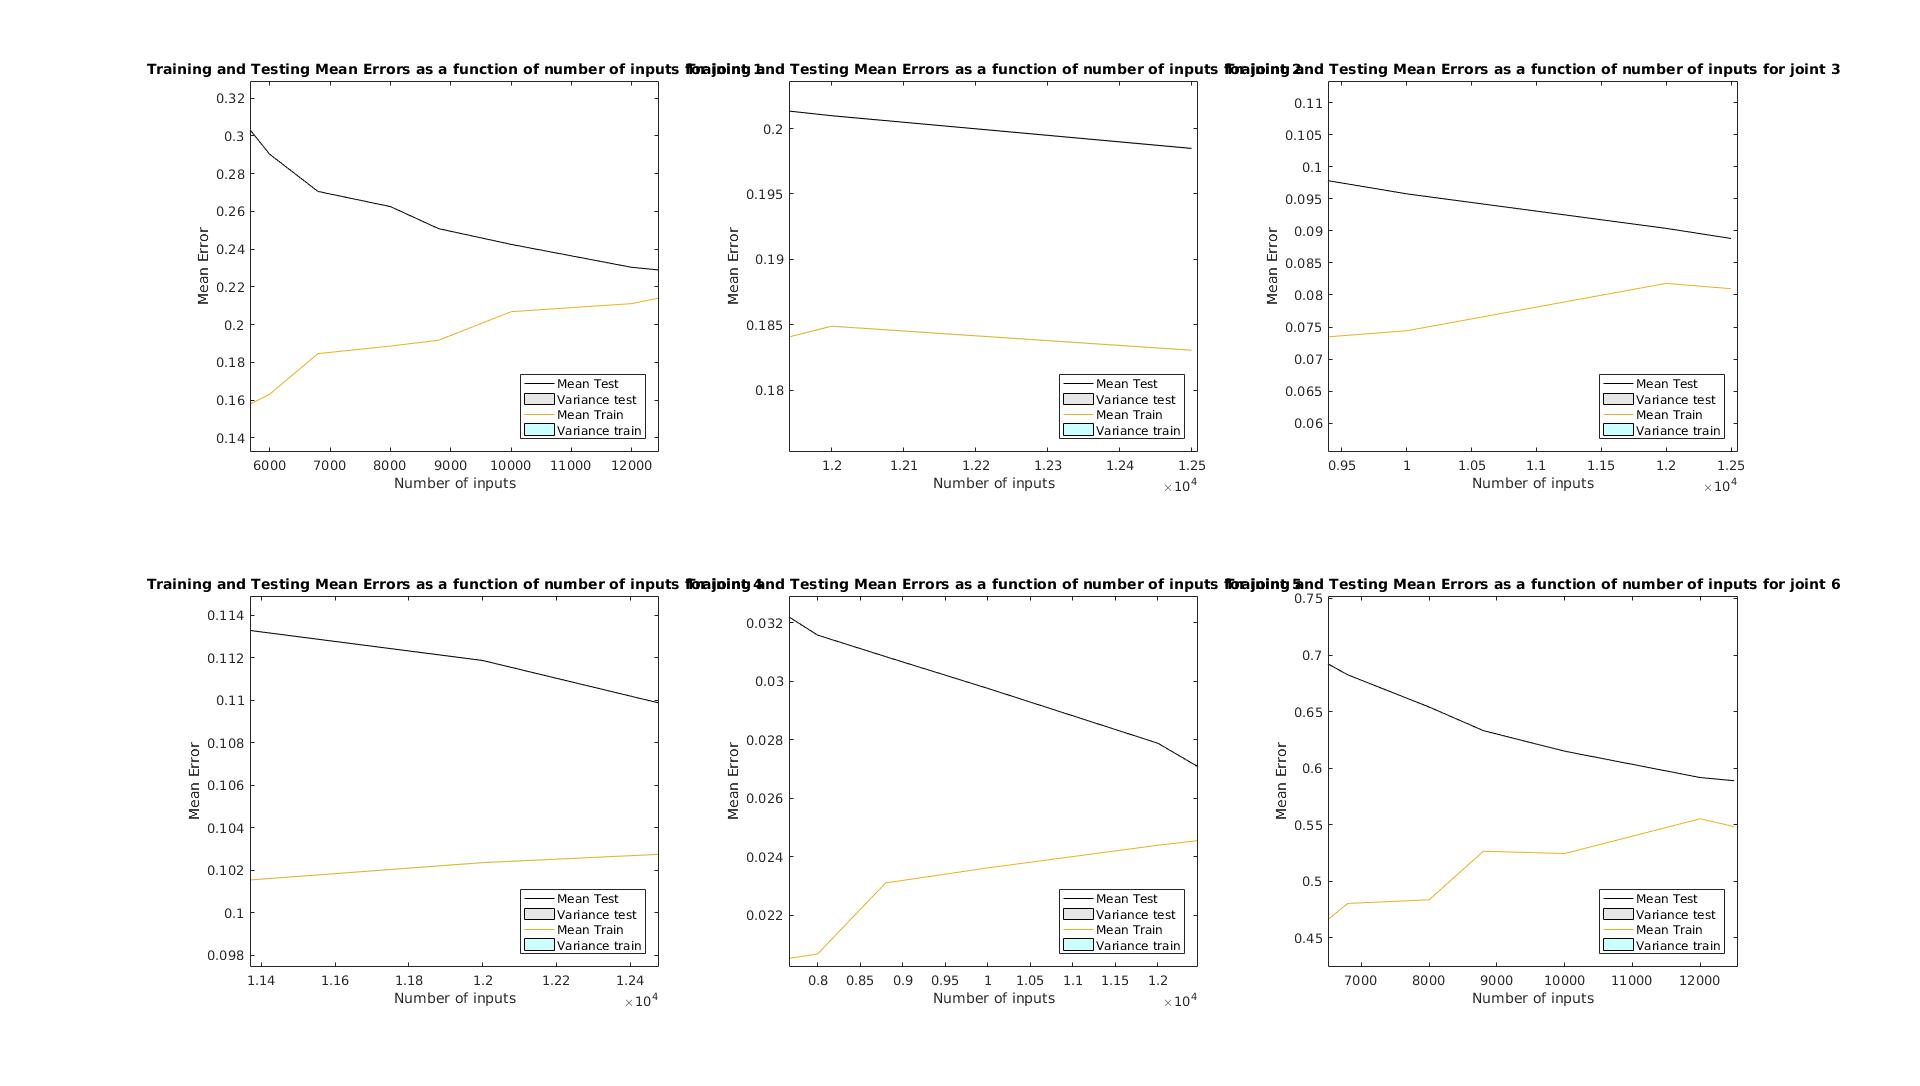 Training and Testing Mean Errors as a function of number of inputs for joint 1
0.32
0.3
0.28
0.26
0.24
0.22
0.2
0.18
0.16
0.14
Mean Error
6000 7000 8000 9000 10000 11000 12000
Number of inputs
Mean Test
Variance test
Mean Train
Variance train
Training and Testing Mean Errors as a function of number of inputs for joint 2
0.2
0.195
0.19
0.185
0.18
Mean Error
1.2 1.21 1.22 1.23 1.24 1.25
×10^4
Number of inputs
Mean Test
Variance test
Mean Train
Variance train
Training and Testing Mean Errors as a function of number of inputs for joint 3
0.11
0.105
0.1
0.095
0.09
0.085
0.08
0.075
0.07
0.065
0.06
Mean Error
0.95 1 1.05 1.1 1.15 1.2 1.25
×10^4
Number of inputs
Mean Test
Variance test
Mean Train
Variance train
Training and Testing Mean Errors as a function of number of inputs for joint 4
0.114
0.112
0.11
0.108
0.106
0.104
0.102
0.1
0.098
Mean Error
1.14 1.16 1.18 1.2 1.22 1.24
×10^4
Number of inputs
Mean Test
Variance test
Mean Train
Variance train
Training and Testing Mean Errors as a function of number of inputs for joint 5
0.032
0.03
0.028
0.026
0.024
0.022
Mean Error
0.8 0.85 0.9 0.95 1 1.05 1.1 1.15 1.2
×10^4
Number of inputs
Mean Test
Variance test
Mean Train
Variance train
Training and Testing Mean Errors as a function of number of inputs for joint 6
0.75
0.7
0.65
0.6
0.55
0.5
0.45
Mean Error
7000 8000 9000 10000 11000 12000
Number of inputs
Mean Test
Variance test
Mean Train
Variance train